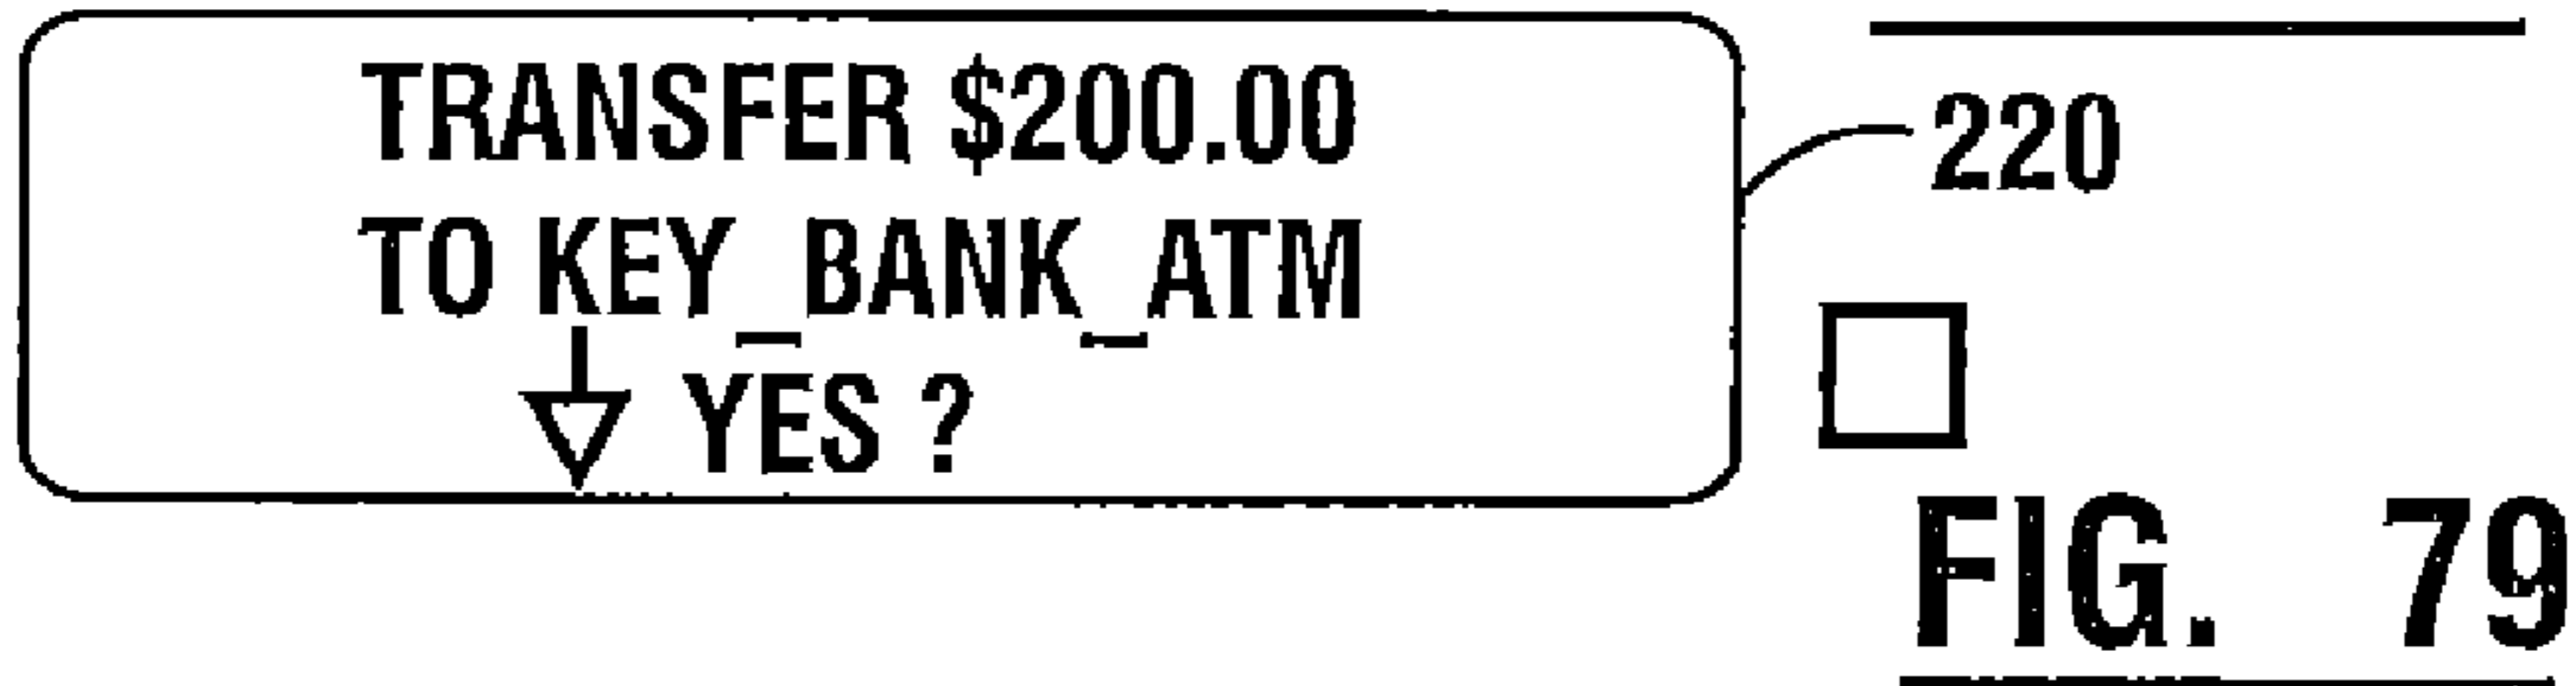 TRANSFER $200.00
TO KEY_BANK_ATM
YES ?
220
FIG. 79